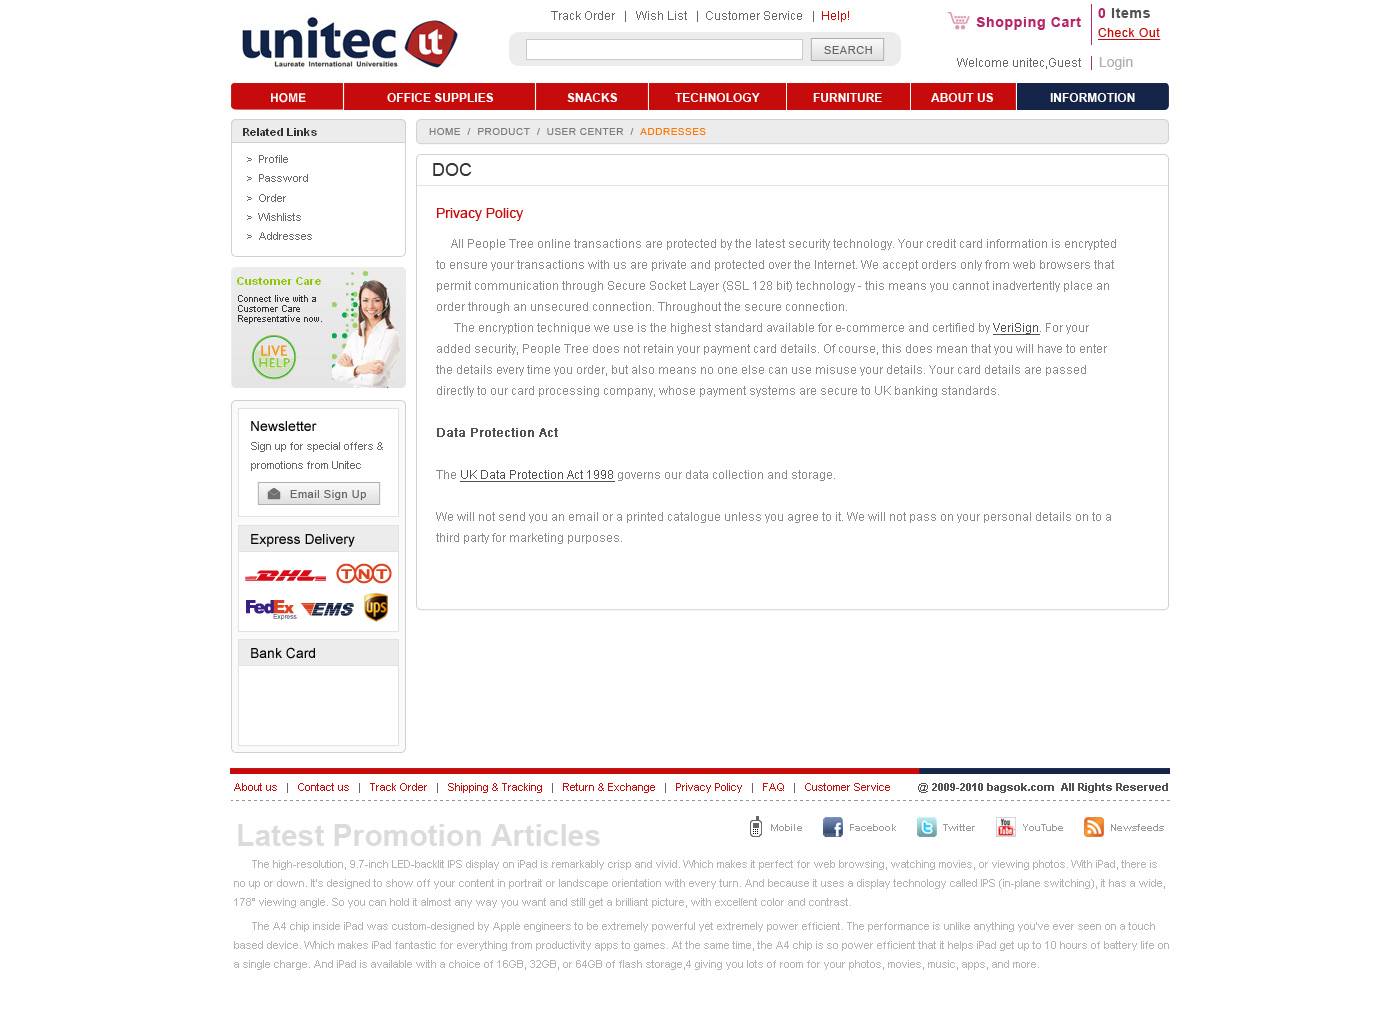 unitec ut
Laureate International Universities
Track Order | Wish List | Customer Service | Help!
SEARCH
Shopping Cart
0 Items
Check Out
Welcome unitec,Guest | Login
HOME
OFFICE SUPPLIES
SNACKS
TECHNOLOGY
FURNITURE
ABOUT US
INFORMOTION
Related Links
> Profile
> Password
> Order
> Wishlists
> Addresses
Customer Care
Connect live with a
Customer Care
Representative now.
LIVE
HELP
Newsletter
Sign up for special offers &
promotions from Unitec
Email Sign Up
Express Delivery
DHL
TNT
FedEx
Express
EMS
ups
Bank Card
HOME / PRODUCT / USER CENTER / ADDRESSES
DOC
Privacy Policy
All People Tree online transactions are protected by the latest security technology. Your credit card information is encrypted
to ensure your transactions with us are private and protected over the Internet. We accept orders only from web browsers that
permit communication through Secure Socket Layer (SSL 128 bit) technology - this means you cannot inadvertently place an
order through an unsecured connection. Throughout the secure connection.
The encryption technique we use is the highest standard available for e-commerce and certified by VeriSign. For your
added security, People Tree does not retain your payment card details. Of course, this does mean that you will have to enter
the details every time you order, but also means no one else can use misuse your details. Your card details are passed
directly to our card processing company, whose payment systems are secure to UK banking standards.
Data Protection Act
The UK Data Protection Act 1998 governs our data collection and storage.
We will not send you an email or a printed catalogue unless you agree to it. We will not pass on your personal details on to a
third party for marketing purposes.
About us | Contact us | Track Order | Shipping & Tracking | Return & Exchange | Privacy Policy | FAQ | Customer Service
@ 2009-2010 bagsok.com All Rights Reserved
Latest Promotion Articles
Mobile
Facebook
Twitter
You Tube
YouTube
Newsfeeds
The high-resolution, 9.7-inch LED-backlit IPS display on iPad is remarkably crisp and vivid. Which makes it perfect for web browsing, watching movies, or viewing photos. With iPad, there is
no up or down. It's designed to show off your content in portrait or landscape orientation with every turn. And because it uses a display technology called IPS (in-plane switching), it has a wide,
178° viewing angle. So you can hold it almost any way you want and still get a brilliant picture, with excellent color and contrast.
The A4 chip inside iPad was custom-designed by Apple engineers to be extremely powerful yet extremely power efficient. The performance is unlike anything you've ever seen on a touch
based device. Which makes iPad fantastic for everything from productivity apps to games. At the same time, the A4 chip is so power efficient that it helps iPad get up to 10 hours of battery life on
a single charge. And iPad is available with a choice of 16GB, 32GB, or 64GB of flash storage,4 giving you lots of room for your photos, movies, music, apps, and more.